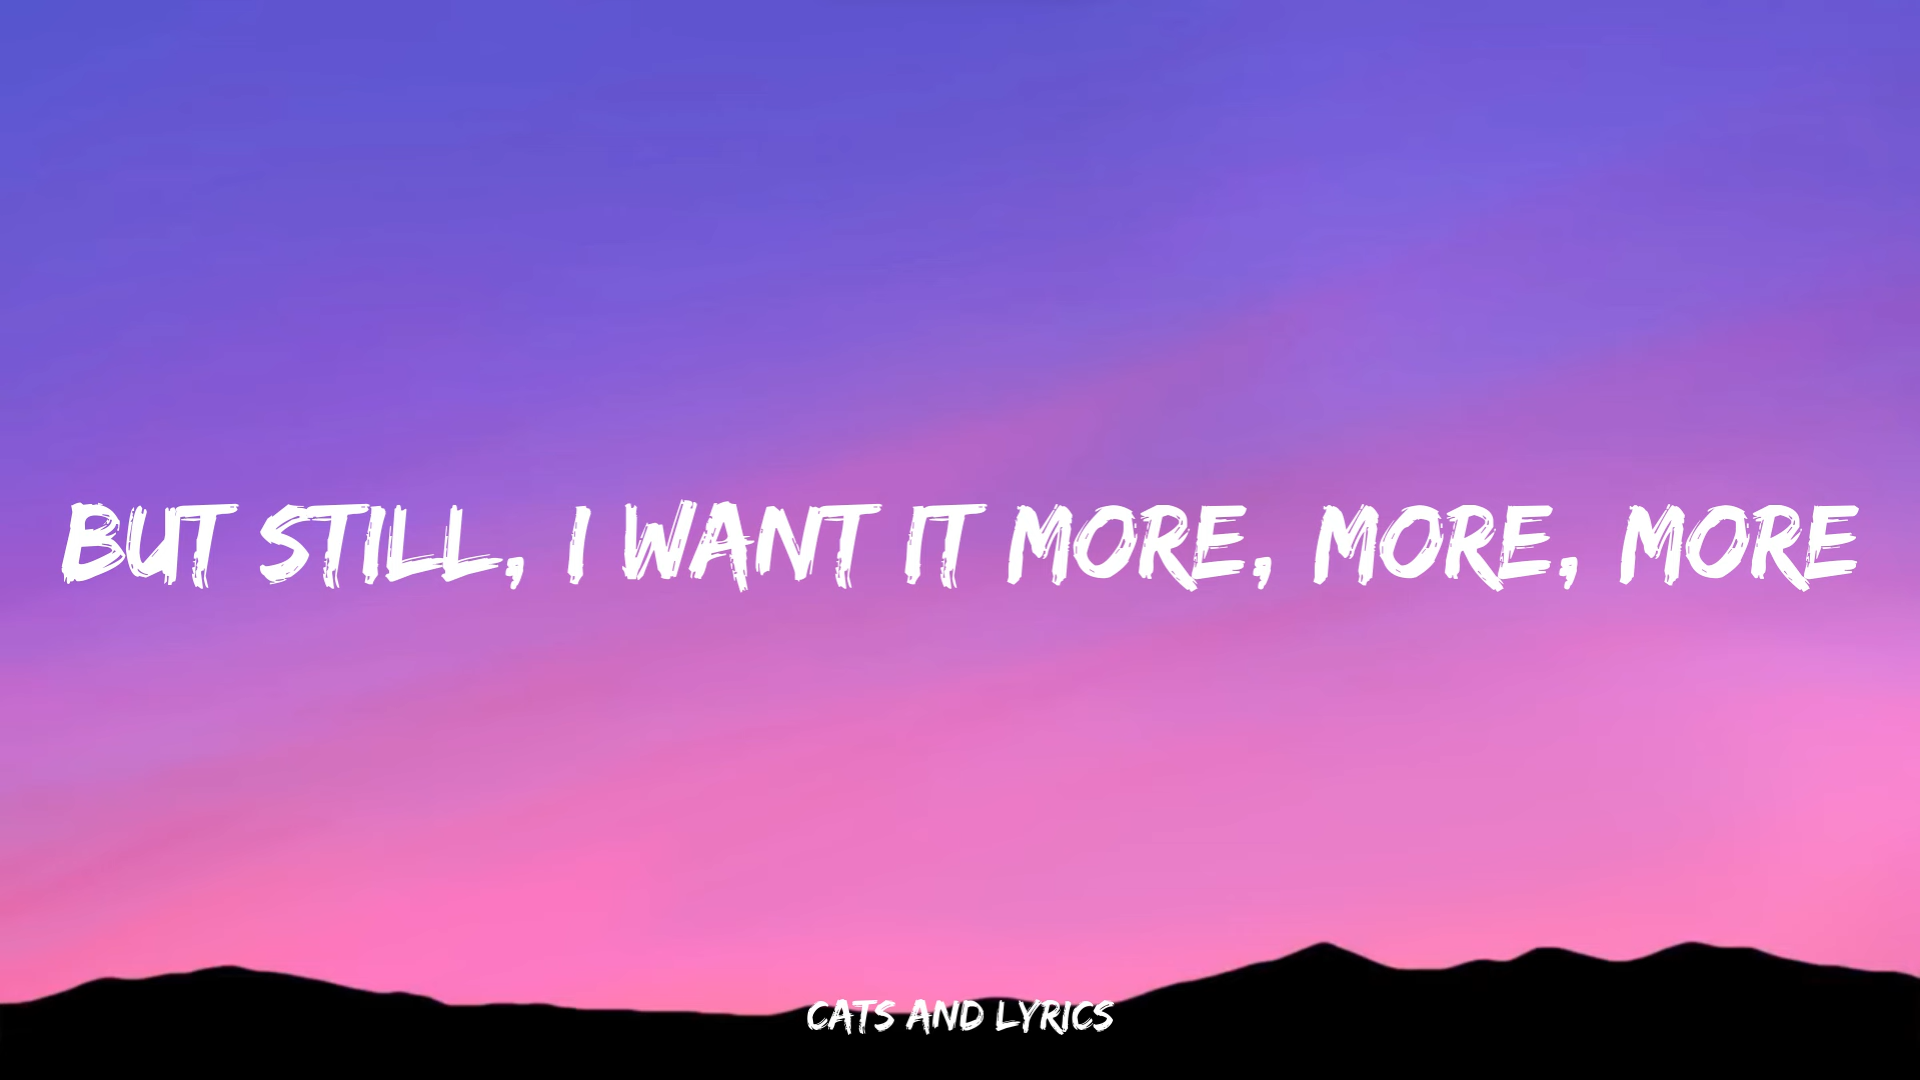 BUT STILL, I WANT IT MORE, MORE, MORE
CATS AND LYRICS